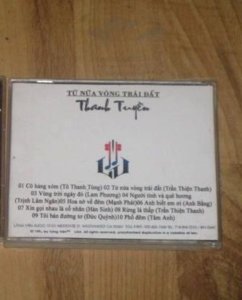 TỪ NỬA VÒNG TRÁI ĐẤT
Thanh Tuyền
01 Cô hàng xóm (Tô Thanh Tùng) 02 Từ nửa vòng trái đất (Trần Thiện Thanh)
03 Vùng trời ngày đó (Lam Phương) 04 Người tình và quê hương
(Trịnh Lâm Ngân)05 Hoa nở về đêm (Mạnh Phát)06 Anh biết em ơi (Anh Bằng)
07 Xin gọi nhau là cố nhân (Hàn Sinh) 08 Rừng lá thấp (Trần Thiện Thanh)
09 Tôi bán đường tơ (Đức Quỳnh)10 Phố đêm (Tâm Anh)